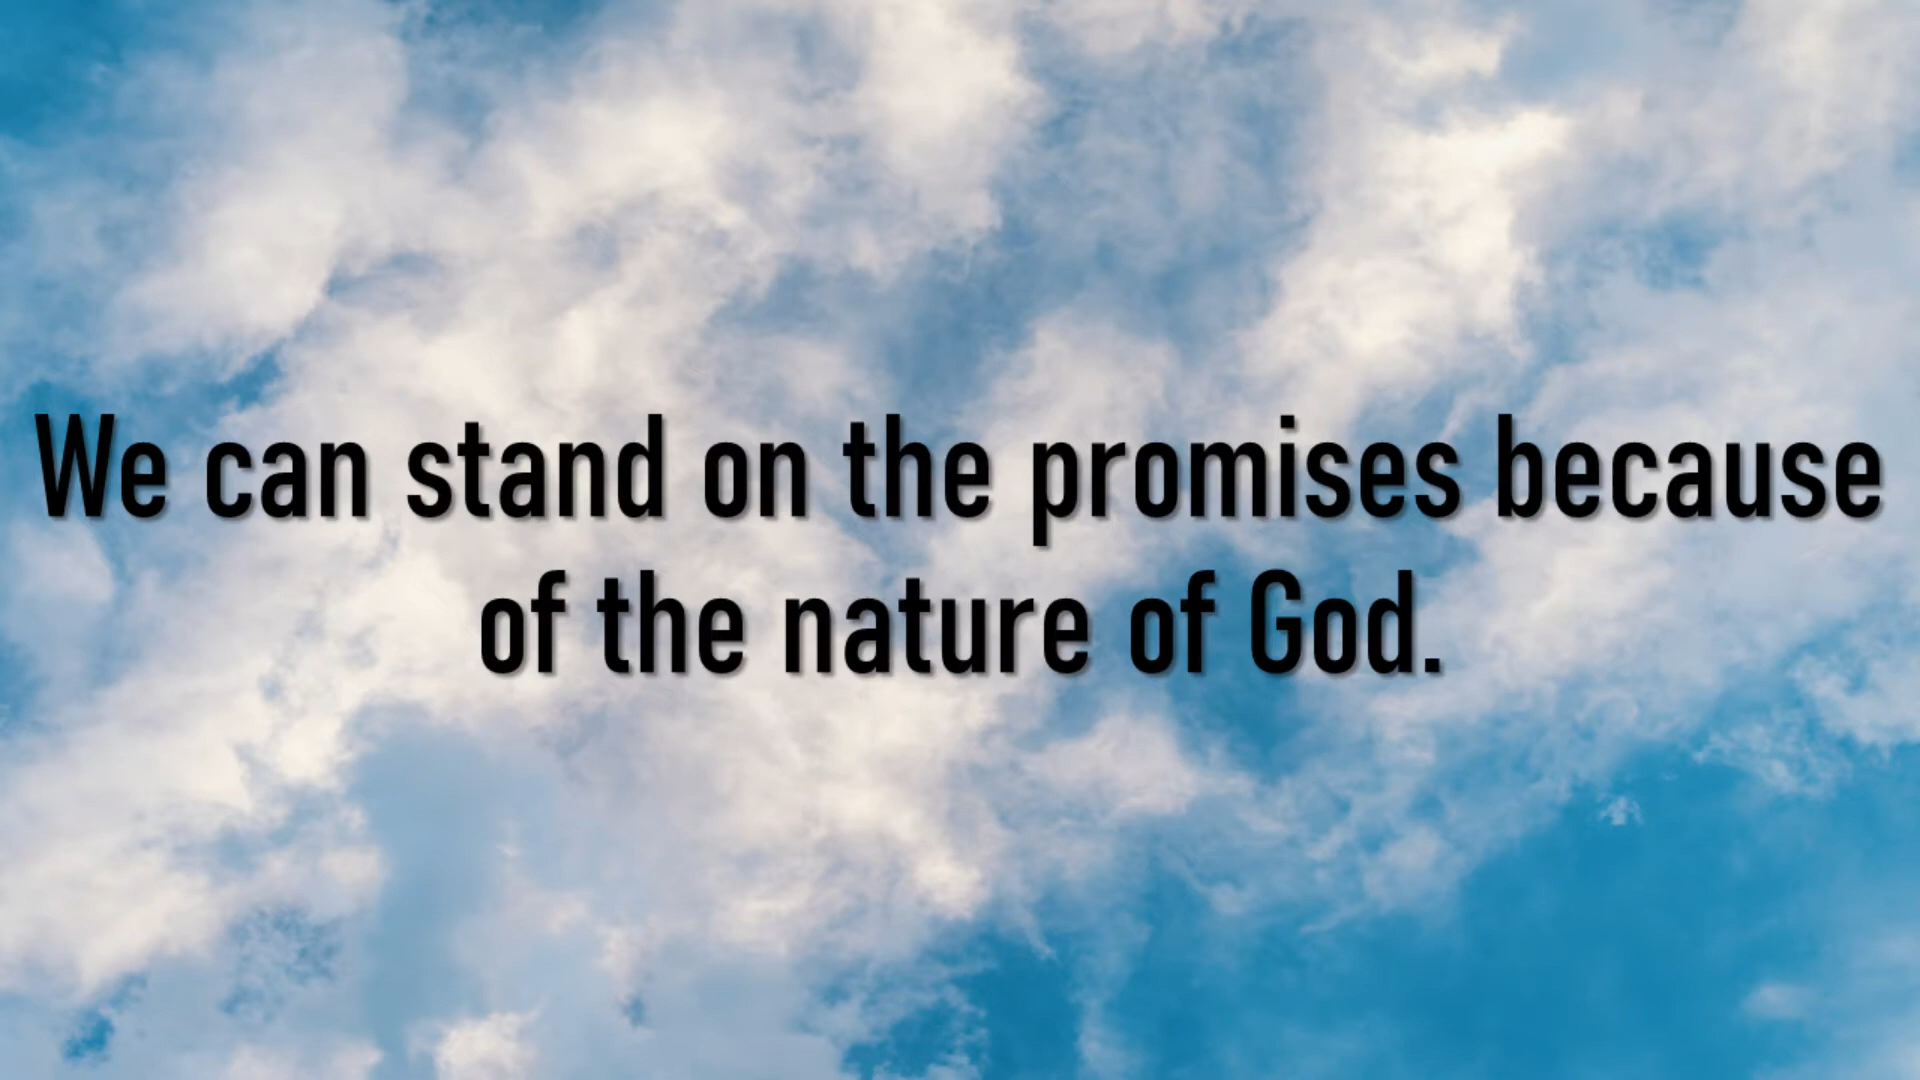 We can stand on the promises because
of the nature of God.